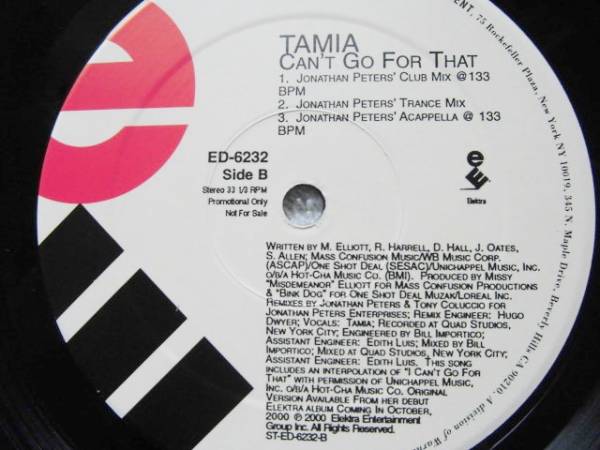 TAMIA
CAN'T GO FOR THAT
1. JONATHAN PETERS' CLUB MIX @133
BPM
2. JONATHAN PETERS' TRANCE MIX
3. JONATHAN PETERS' ACAPPELLA @ 133
BPM
ED-6232
Side B
Stereo 33 1/3 RPM
Promotional Only
Not For Sale
Elektra
WRITTEN BY M. ELLIOTT, R. HARRELL, D. HALL, J. OATES,
S. ALLEN; MASS CONFUSION MUSIC/WB MUSIC CORP.
(ASCAP)/ONE SHOT DEAL (SESAC)/UNICHAPPEL MUSIC, INC.
O/B/A HOT-CHA MUSIC CO. (BMI). PRODUCED BY MISSY
"MISDEMEANOR" ELLIOTT FOR MASS CONFUSION PRODUCTIONS
& "BINK DOG" FOR ONE SHOT DEAL MUZAK/LOREAL INC.
REMIXES BY JONATHAN PETERS & TONY COLUCCIO FOR
JONATHAN PETERS ENTERPRISES; REMIX ENGINEER: HUGO
DWYER; VOCALS: TAMIA; RECORDED AT QUAD STUDIOS,
NEW YORK CITY; ENGINEERED BY BILL IMPORTICO;
ASSISTANT ENGINEER: EDITH LUIS; MIXED BY BILL
IMPORTICO; MIXED AT QUAD STUDIOS, NEW YORK CITY;
ASSISTANT ENGINEER: EDITH LUIS. THIS SONG
INCLUDES AN INTERPOLATION OF "I CAN'T GO FOR
THAT" WITH PERMISSION OF UNICHAPPEL MUSIC,
INC. O/B/A HOT-CHA MUSIC CO. ORIGINAL
VERSION AVAILABLE FROM HER DEBUT
ELEKTRA ALBUM COMING IN OCTOBER,
2000 ℗ © 2000 Elektra Entertainment
Group Inc. All Rights Reserved.
ST-ED-6232-B
75 Rockefeller Plaza, New York NY 10019, 345 N. Maple Drive, Beverly Hills CA 90210. A division of